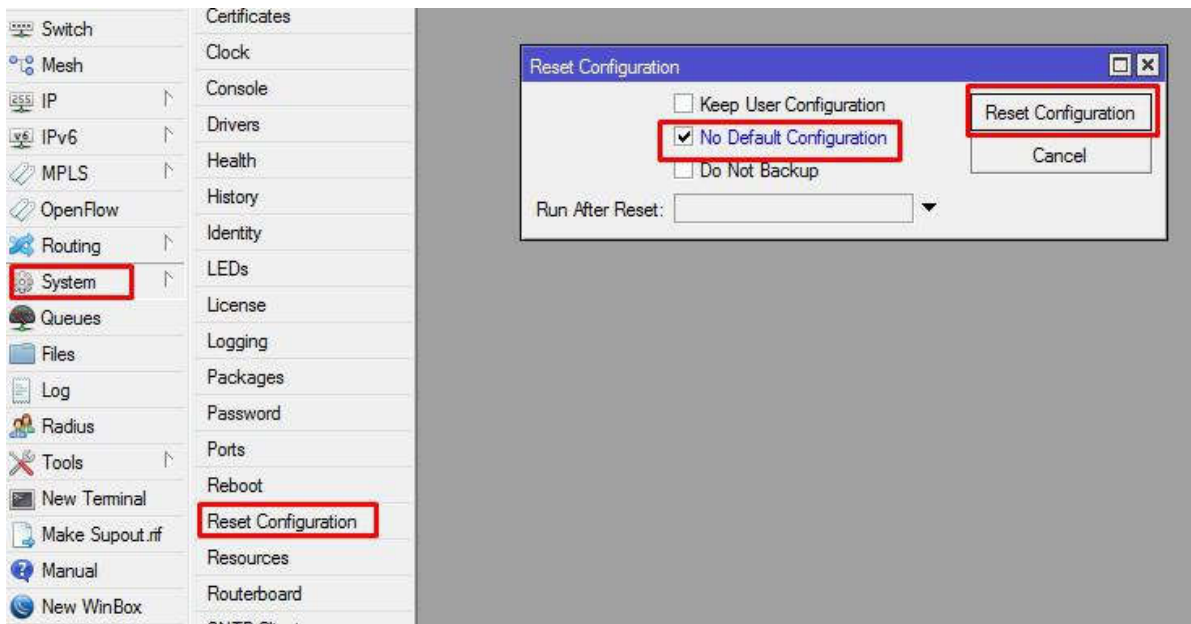 Switch
Mesh
IP
IPv6
MPLS
OpenFlow
Routing
System
Queues
Files
Log
Radius
Tools
New Terminal
Make Supout.rif
Manual
New WinBox
Certificates
Clock
Console
Drivers
Health
History
Identity
LEDs
License
Logging
Packages
Password
Ports
Reboot
Reset Configuration
Resources
Routerboard
Reset Configuration
Keep User Configuration
No Default Configuration
Do Not Backup
Run After Reset:
Reset Configuration
Cancel